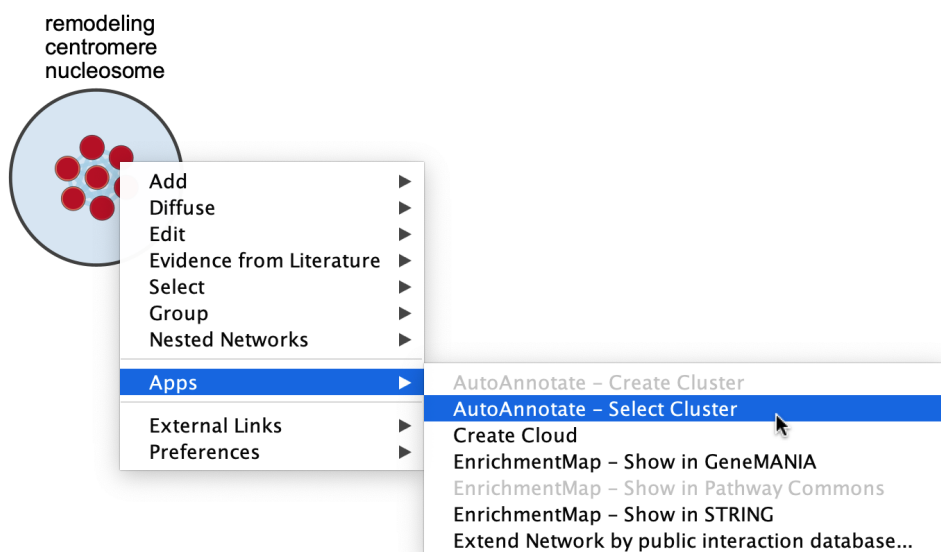 remodeling
centromere
nucleosome
Add
Diffuse
Edit
Evidence from Literature
Select
Group
Nested Networks
Apps
External Links
Preferences
AutoAnnotate – Create Cluster
AutoAnnotate – Select Cluster
Create Cloud
EnrichmentMap – Show in GeneMANIA
EnrichmentMap – Show in Pathway Commons
EnrichmentMap – Show in STRING
Extend Network by public interaction database...